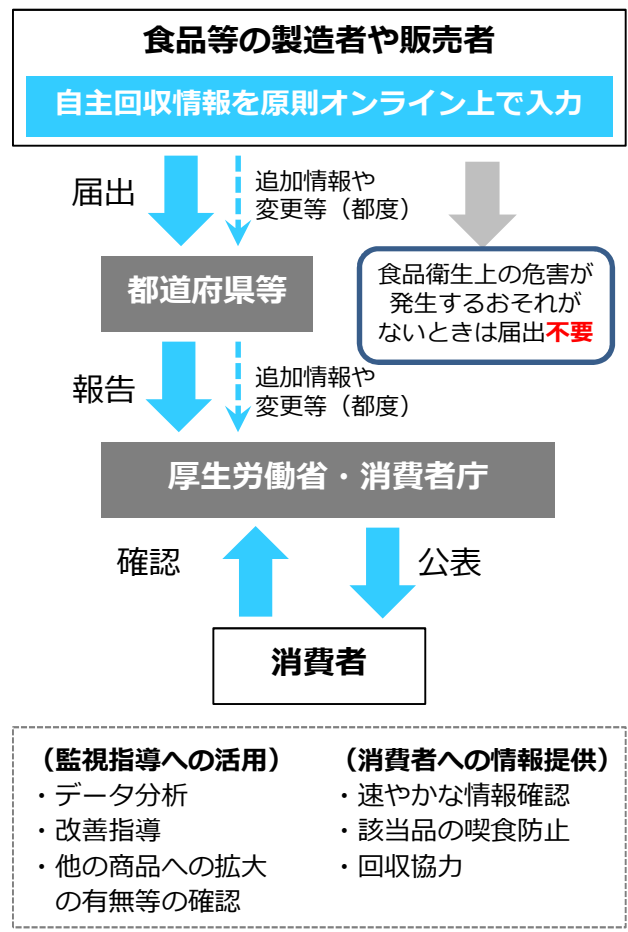 食品等の製造者や販売者
自主回収情報を原則オンライン上で入力
届出
追加情報や
変更等（都度）
食品衛生上の危害が
発生するおそれが
ないときは届出不要
都道府県等
報告
追加情報や
変更等（都度）
厚生労働省・消費者庁
確認
公表
消費者
（監視指導への活用）
・データ分析
・改善指導
・他の商品への拡大
の有無等の確認
（消費者への情報提供）
・速やかな情報確認
・該当品の喫食防止
・回収協力